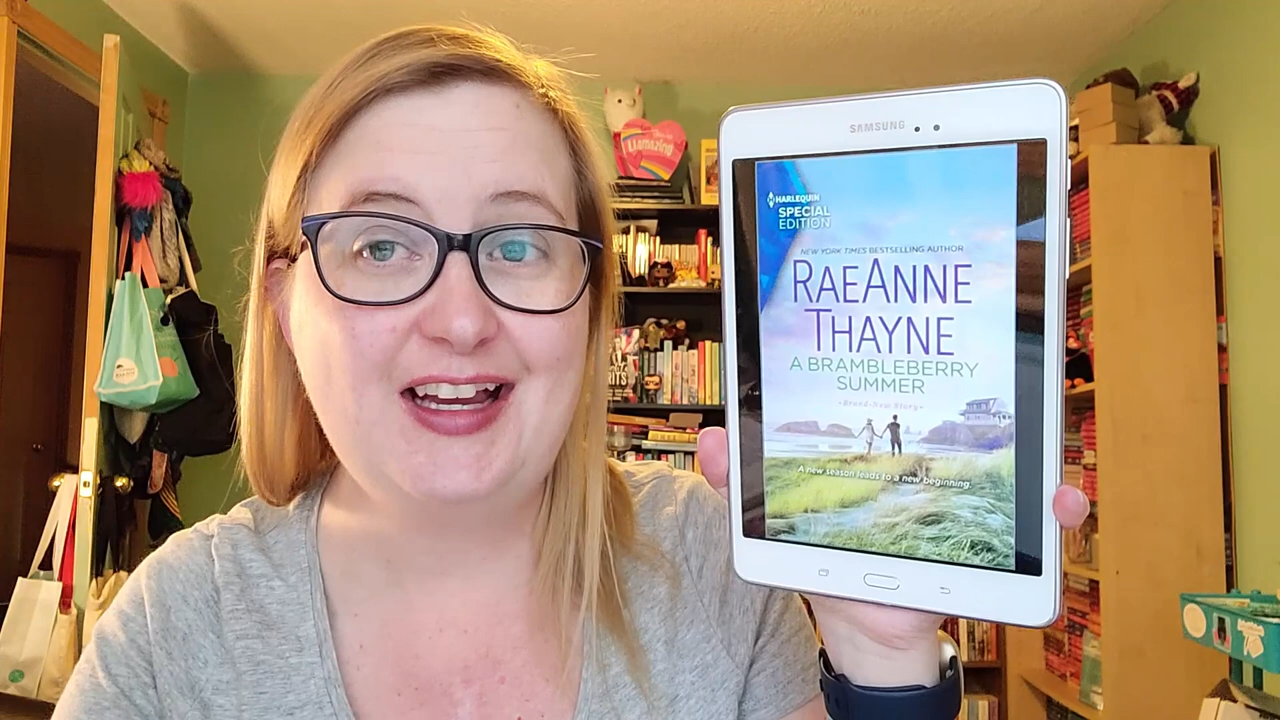 Llamazing
SAMSUNG
HARLEQUIN
SPECIAL
EDITION
NEW YORK TIMES BESTSELLING AUTHOR
RAEANNE
THAYNE
A BRAMBLEBERRY
SUMMER
-Brand-New Story-
A new season leads to a new beginning.